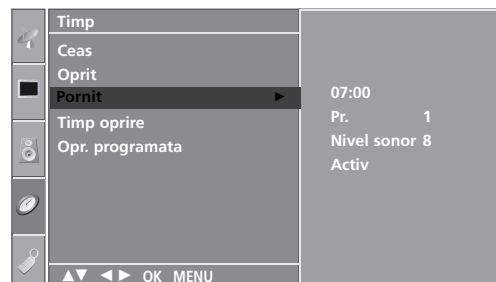 Timp
Ceas
Oprit
Pornit ►
Timp oprire
Opr. programata
07:00
Pr. 1
Nivel sonor 8
Activ
▲▼ ◄► OK MENU